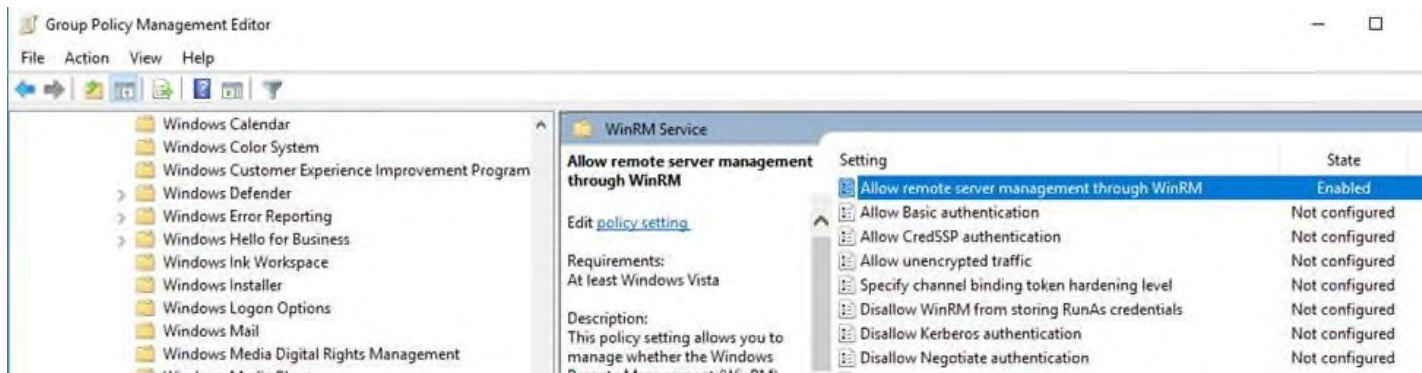 Group Policy Management Editor
File Action View Help
Windows Calendar
Windows Color System
Windows Customer Experience Improvement Program
Windows Defender
Windows Error Reporting
Windows Hello for Business
Windows Ink Workspace
Windows Installer
Windows Logon Options
Windows Mail
Windows Media Digital Rights Management
WinRM Service
Allow remote server management
through WinRM
Edit policy setting
Requirements:
At least Windows Vista
Description:
This policy setting allows you to
manage whether the Windows
Setting State
Allow remote server management through WinRM Enabled
Allow Basic authentication Not configured
Allow CredSSP authentication Not configured
Allow unencrypted traffic Not configured
Specify channel binding token hardening level Not configured
Disallow WinRM from storing RunAs credentials Not configured
Disallow Kerberos authentication Not configured
Disallow Negotiate authentication Not configured